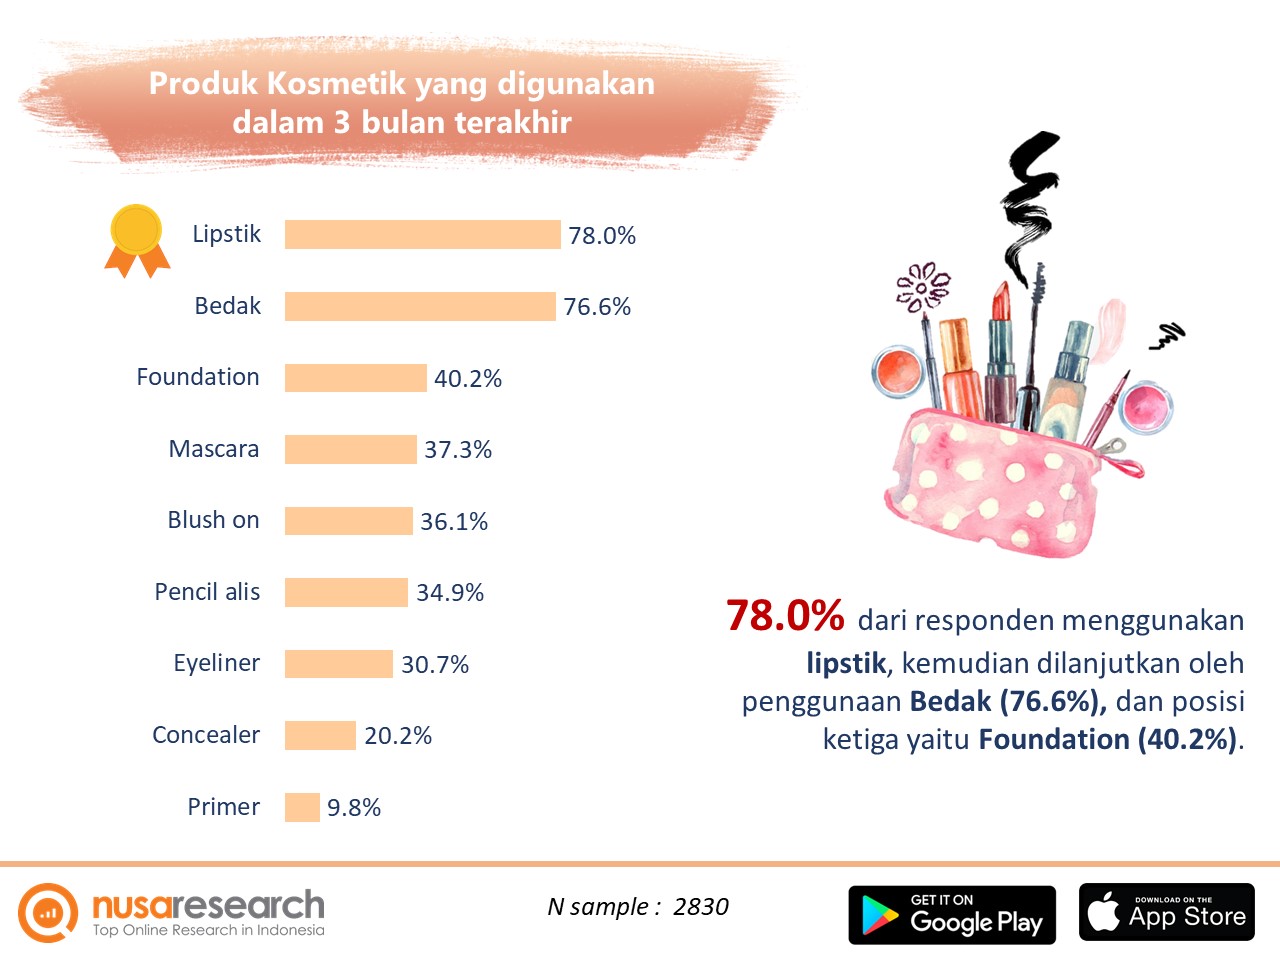 Produk Kosmetik yang digunakan
dalam 3 bulan terakhir
Lipstik 78.0%
Bedak 76.6%
Foundation 40.2%
Mascara 37.3%
Blush on 36.1%
Pencil alis 34.9%
Eyeliner 30.7%
Concealer 20.2%
Primer 9.8%
78.0% dari responden menggunakan
lipstik, kemudian dilanjutkan oleh
penggunaan Bedak (76.6%), dan posisi
ketiga yaitu Foundation (40.2%).
nusaresearch
Top Online Research in Indonesia
N sample : 2830
GET IT ON
Google Play
DOWNLOAD ON THE
App Store